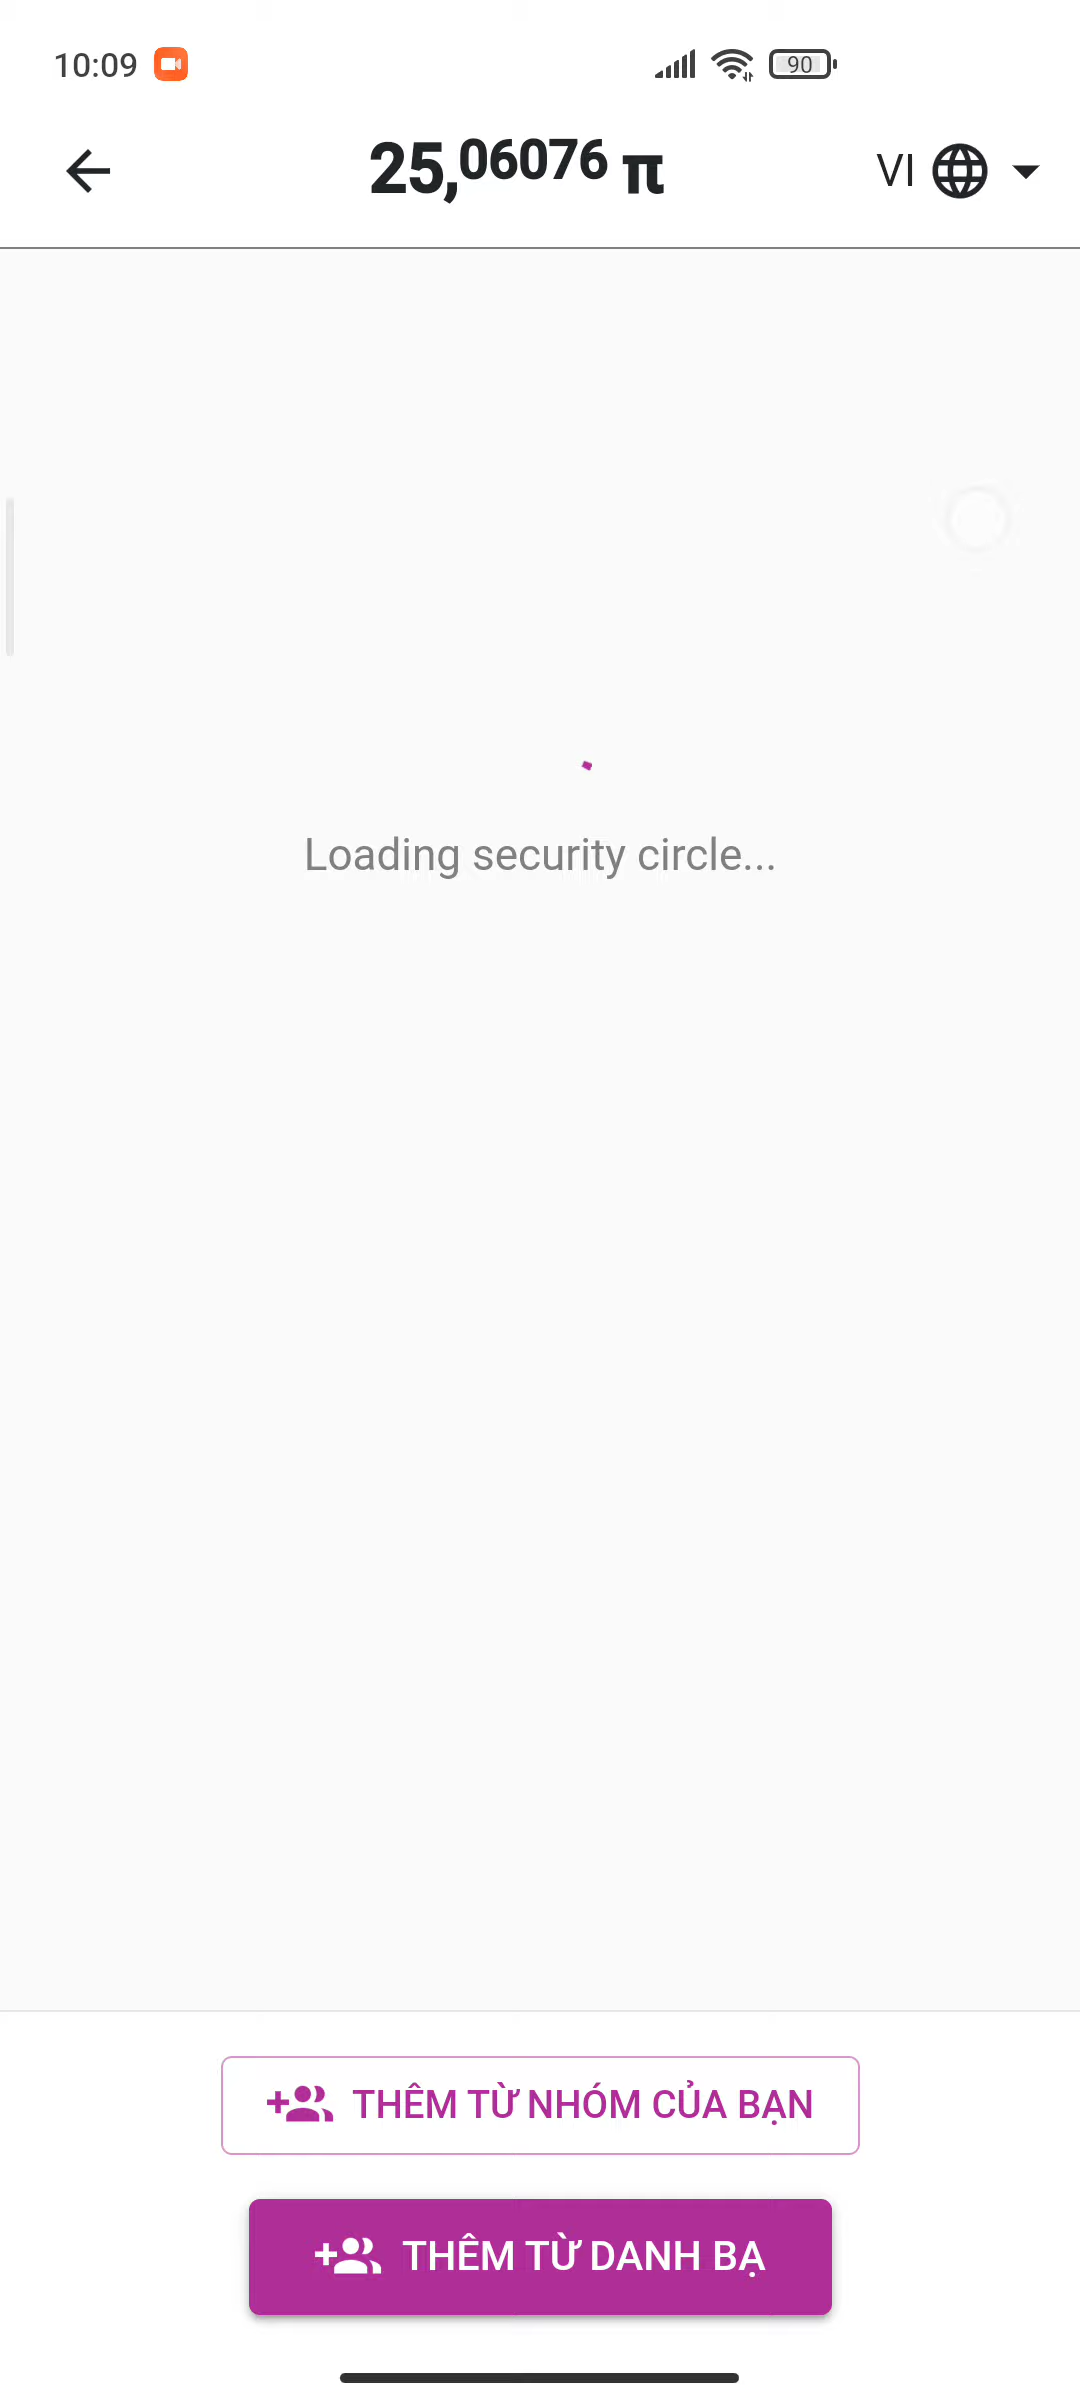 10:09
90
25,06076 π
VI
Loading security circle...
THÊM TỪ NHÓM CỦA BẠN
THÊM TỪ DANH BẠ